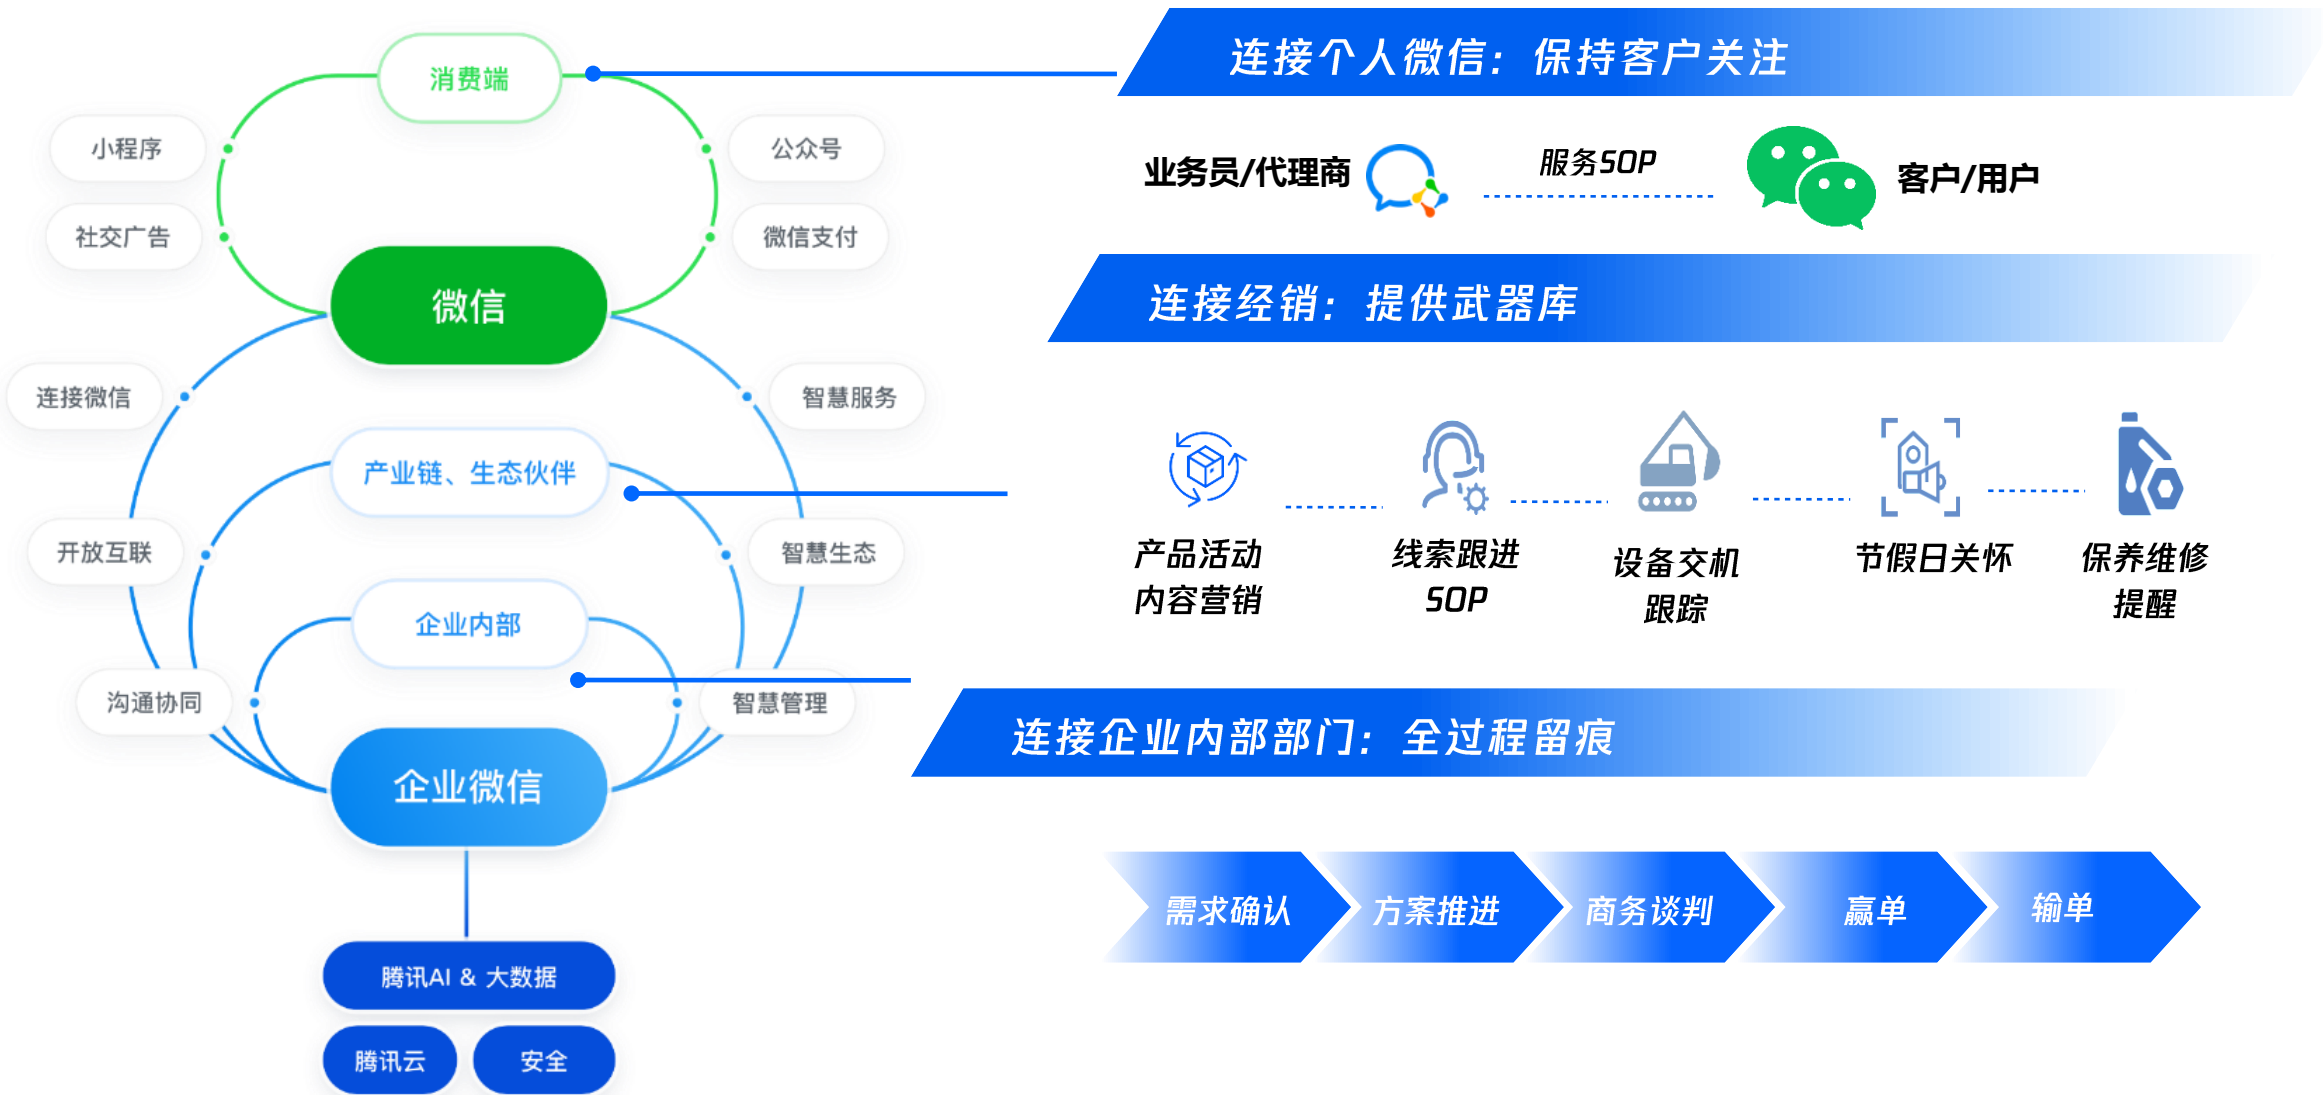 消费端
小程序
公众号
社交广告
微信支付
微信
连接微信
智慧服务
产业链、生态伙伴
开放互联
智慧生态
企业内部
沟通协同
智慧管理
企业微信
腾讯AI & 大数据
腾讯云
安全
连接个人微信：保持客户关注
业务员/代理商
服务SOP
客户/用户
连接经销：提供武器库
产品活动
内容营销
线索跟进
SOP
设备交机
跟踪
节假日关怀
保养维修
提醒
连接企业内部部门：全过程留痕
需求确认
方案推进
商务谈判
赢单
输单